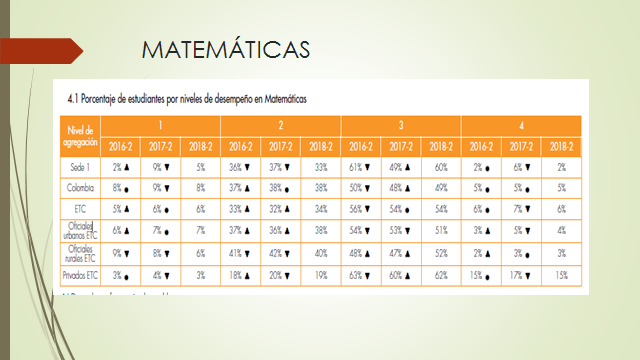 MATEMÁTICAS
4.1 Porcentaje de estudiantes por niveles de desempeño en Matemáticas
Nivel de agregación 1 2 3 4
2016-2 2017-2 2018-2 2016-2 2017-2 2018-2 2016-2 2017-2 2018-2 2016-2 2017-2 2018-2
Sede 1 2% ▲ 9% ▼ 5% 36% ▼ 37% ▼ 33% 61% ▼ 49% ▲ 60% 2% ● 6% ▼ 2%
Colombia 8% ● 9% ▼ 8% 37% ▲ 38% ● 38% 50% ▼ 48% ▲ 49% 5% ● 5% ● 5%
ETC 5% ▲ 6% ● 6% 33% ▲ 32% ▲ 34% 56% ▼ 54% ● 54% 6% ● 7% ▼ 6%
Oficiales urbanos ETC 6% ▲ 7% ● 7% 37% ▲ 36% ▲ 38% 54% ▼ 53% ▼ 51% 3% ▲ 5% ▼ 4%
Oficiales rurales ETC 9% ▼ 8% ▼ 6% 41% ▼ 42% ▼ 40% 48% ▲ 47% ▲ 52% 2% ▲ 3% ● 3%
Privados ETC 3% ● 4% ▼ 3% 18% ▲ 20% ▼ 19% 63% ▼ 60% ▲ 62% 15% ● 17% ▼ 15%